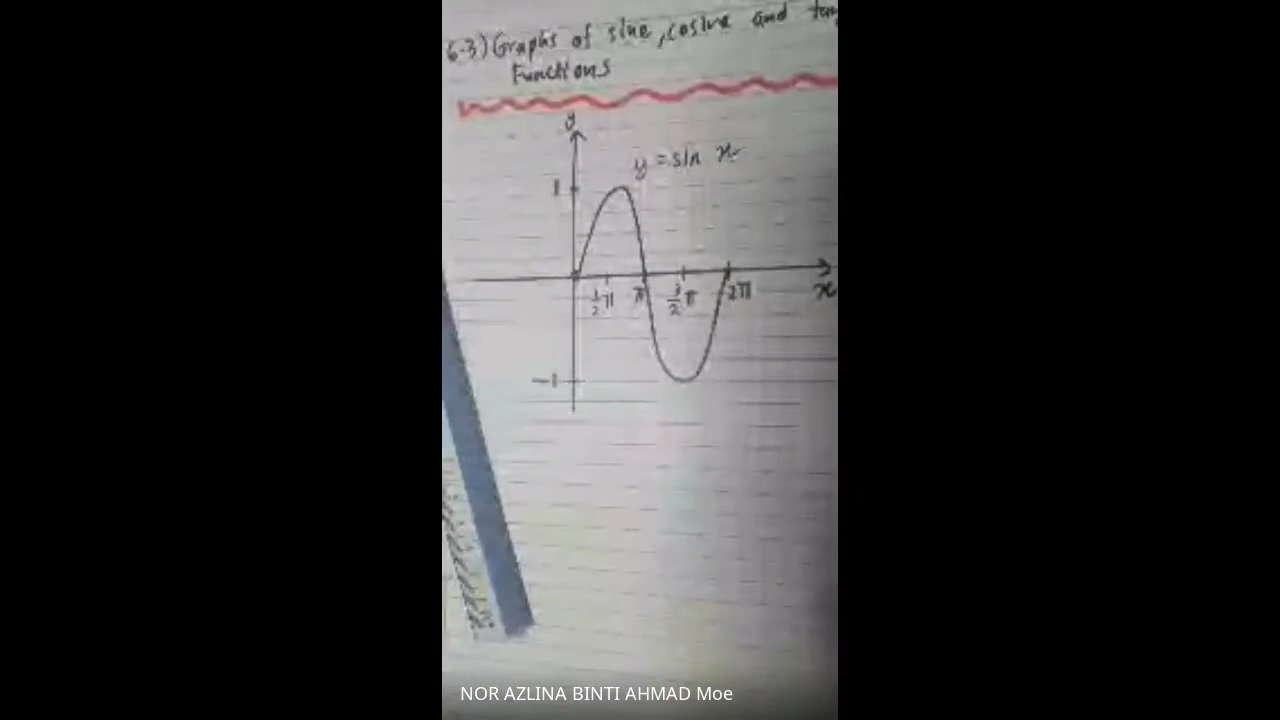 6.3) Graphs of sine, cosine and tan
Functions
y
y = sin x
1
1/2 π π 3/2 π 2π
x
-1
NOR AZLINA BINTI AHMAD Moe